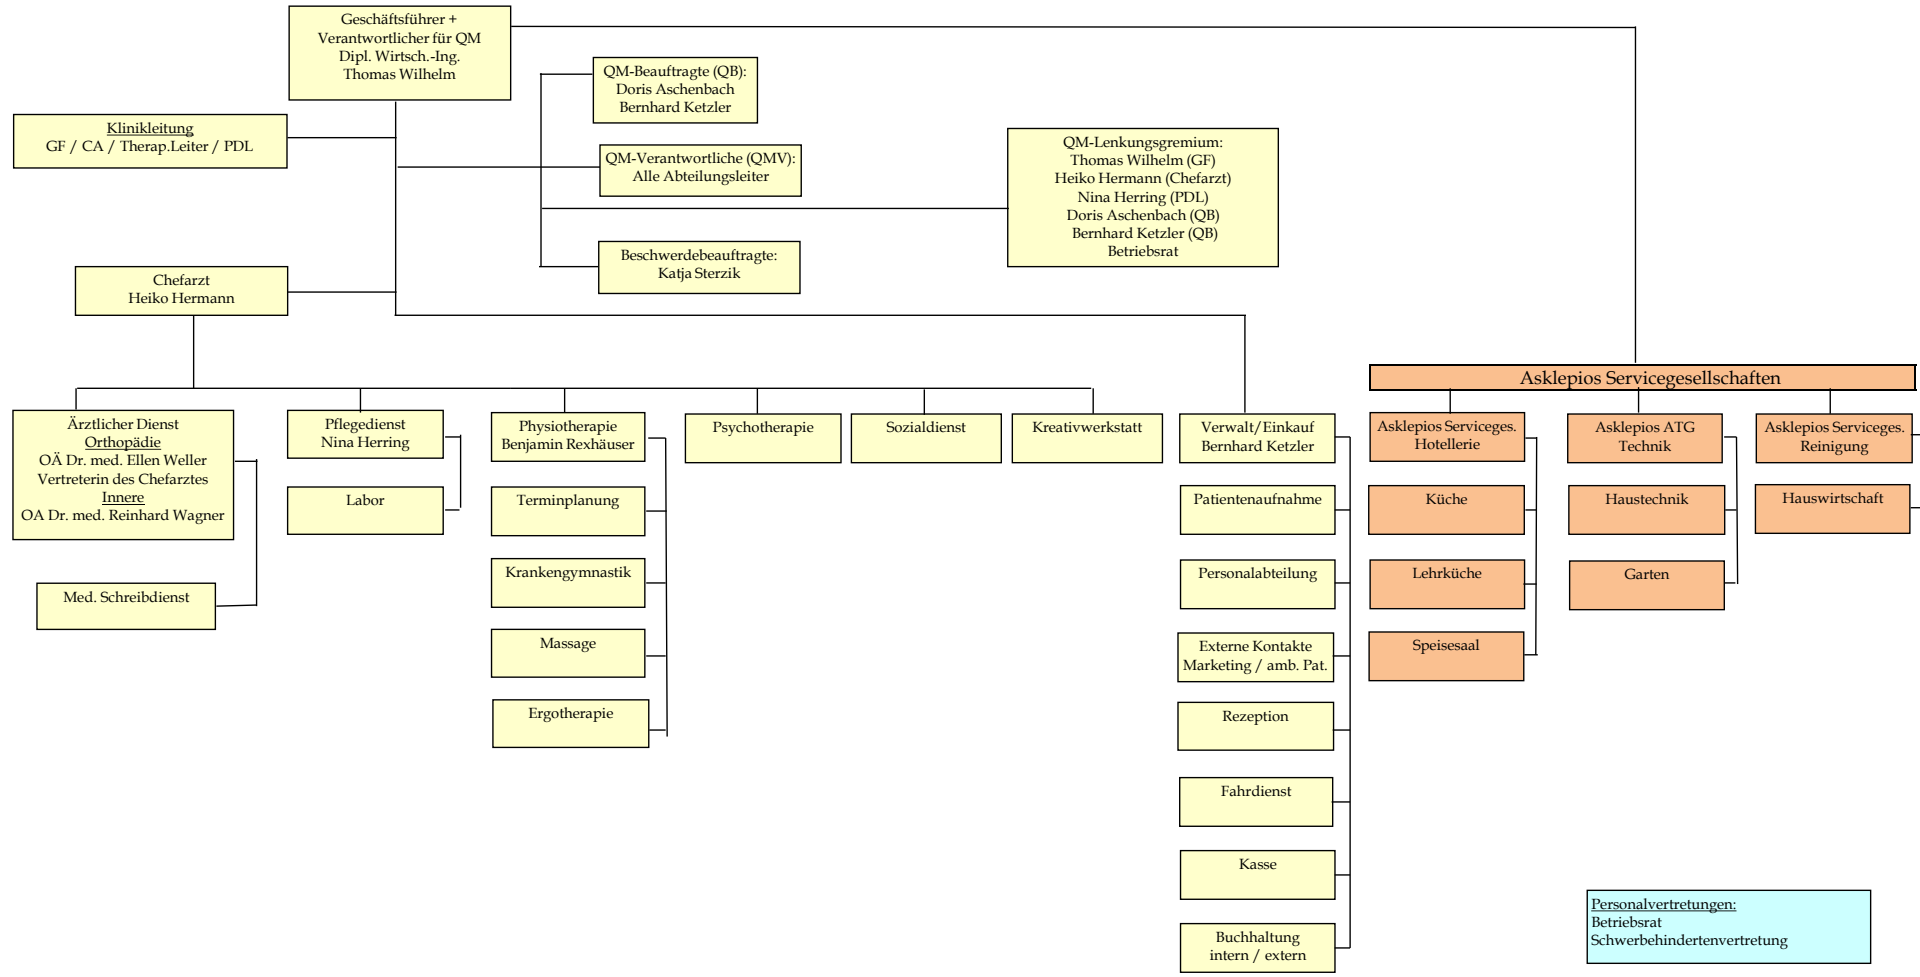 Geschäftsführer +
Verantwortlicher für QM
Dipl. Wirtsch.-Ing.
Thomas Wilhelm
QM-Beauftragte (QB):
Doris Aschenbach
Bernhard Ketzler
Klinikleitung
GF / CA / Therap.Leiter / PDL
QM-Verantwortliche (QMV):
Alle Abteilungsleiter
QM-Lenkungsgremium:
Thomas Wilhelm (GF)
Heiko Hermann (Chefarzt)
Nina Herring (PDL)
Doris Aschenbach (QB)
Bernhard Ketzler (QB)
Betriebsrat
Beschwerdebeauftragte:
Katja Sterzik
Chefarzt
Heiko Hermann
Asklepios Servicegesellschaften
Ärztlicher Dienst
Orthopädie
OÄ Dr. med. Ellen Weller
Vertreterin des Chefarztes
Innere
OA Dr. med. Reinhard Wagner
Med. Schreibdienst
Pflegedienst
Nina Herring
Labor
Physiotherapie
Benjamin Rexhäuser
Terminplanung
Krankengymnastik
Massage
Ergotherapie
Psychotherapie
Sozialdienst
Kreativwerkstatt
Verwalt/Einkauf
Bernhard Ketzler
Patientenaufnahme
Personalabteilung
Externe Kontakte
Marketing / amb. Pat.
Rezeption
Fahrdienst
Kasse
Buchhaltung
intern / extern
Asklepios Serviceges.
Hotellerie
Küche
Lehrküche
Speisesaal
Asklepios ATG
Technik
Haustechnik
Garten
Asklepios Serviceges.
Reinigung
Hauswirtschaft
Personalvertretungen:
Betriebsrat
Schwerbehindertenvertretung